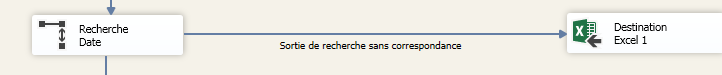 Recherche
Date
Sortie de recherche sans correspondance
Destination
Excel 1